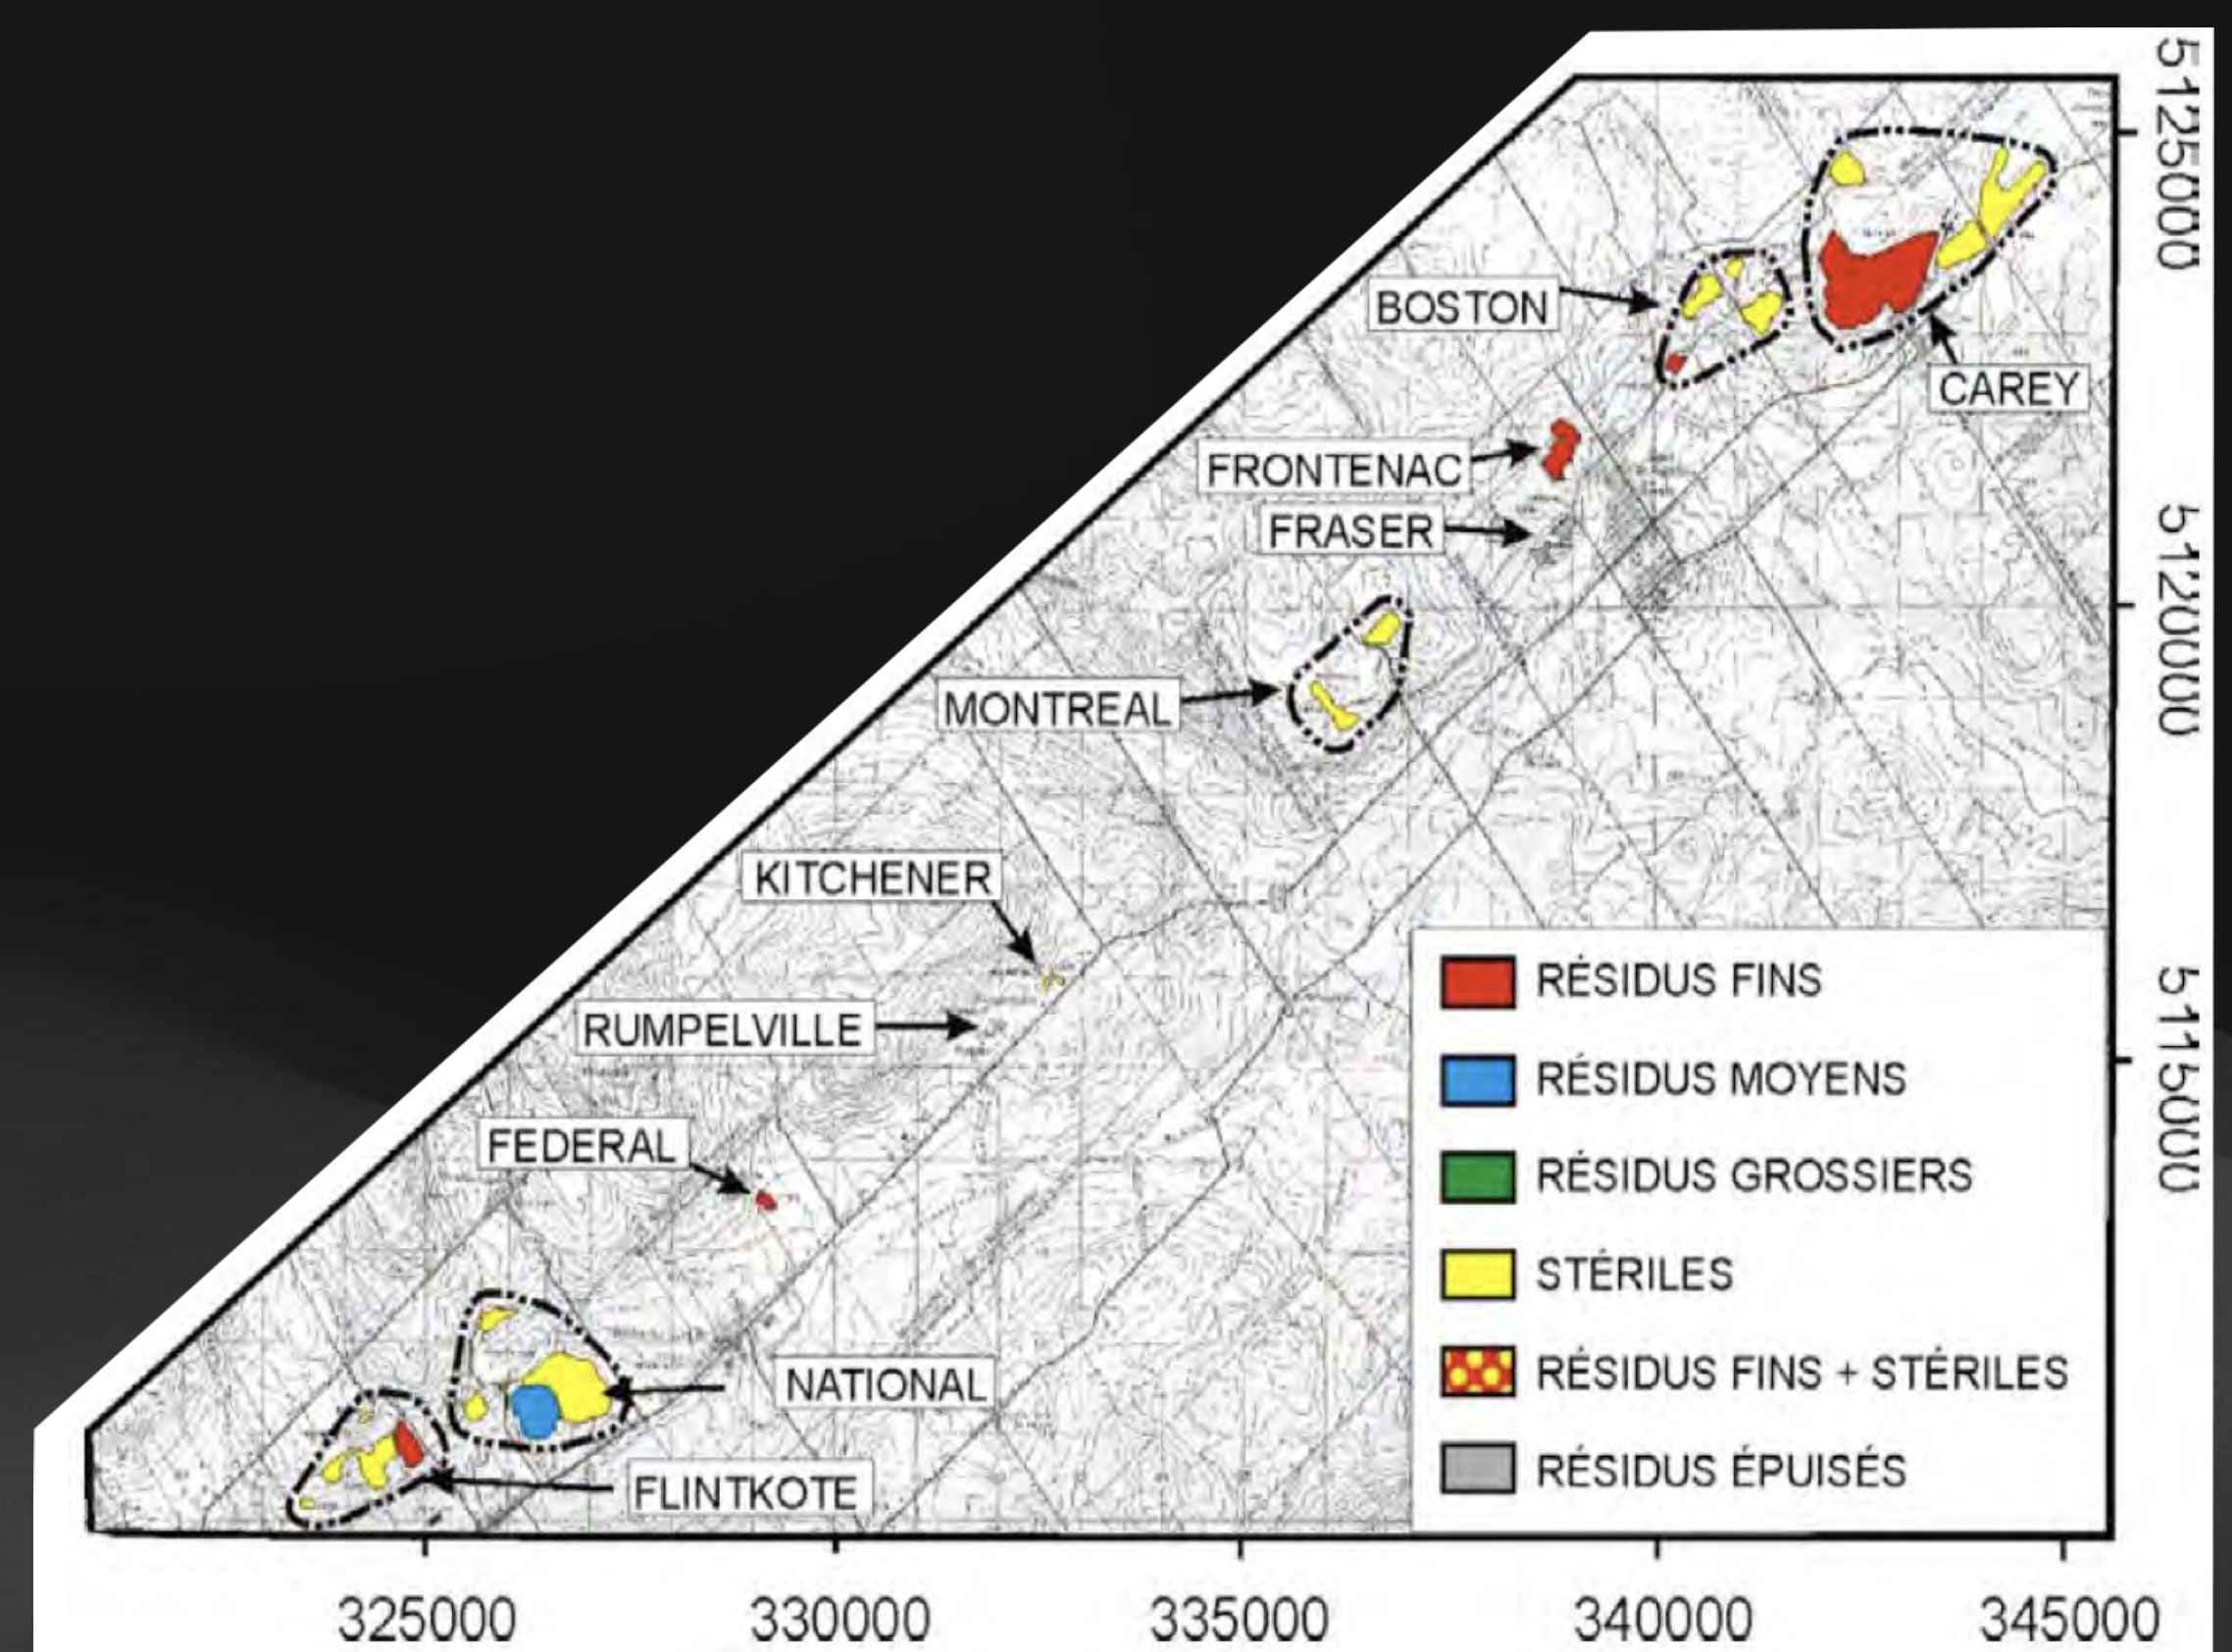 5125000
BOSTON
CAREY
FRONTENAC
FRASER
5120000
MONTREAL
KITCHENER
RUMPELVILLE
5115000
FEDERAL
NATIONAL
FLINTKOTE
RÉSIDUS FINS
RÉSIDUS MOYENS
RÉSIDUS GROSSIERS
STÉRILES
RÉSIDUS FINS + STÉRILES
RÉSIDUS ÉPUISÉS
325000 330000 335000 340000 345000